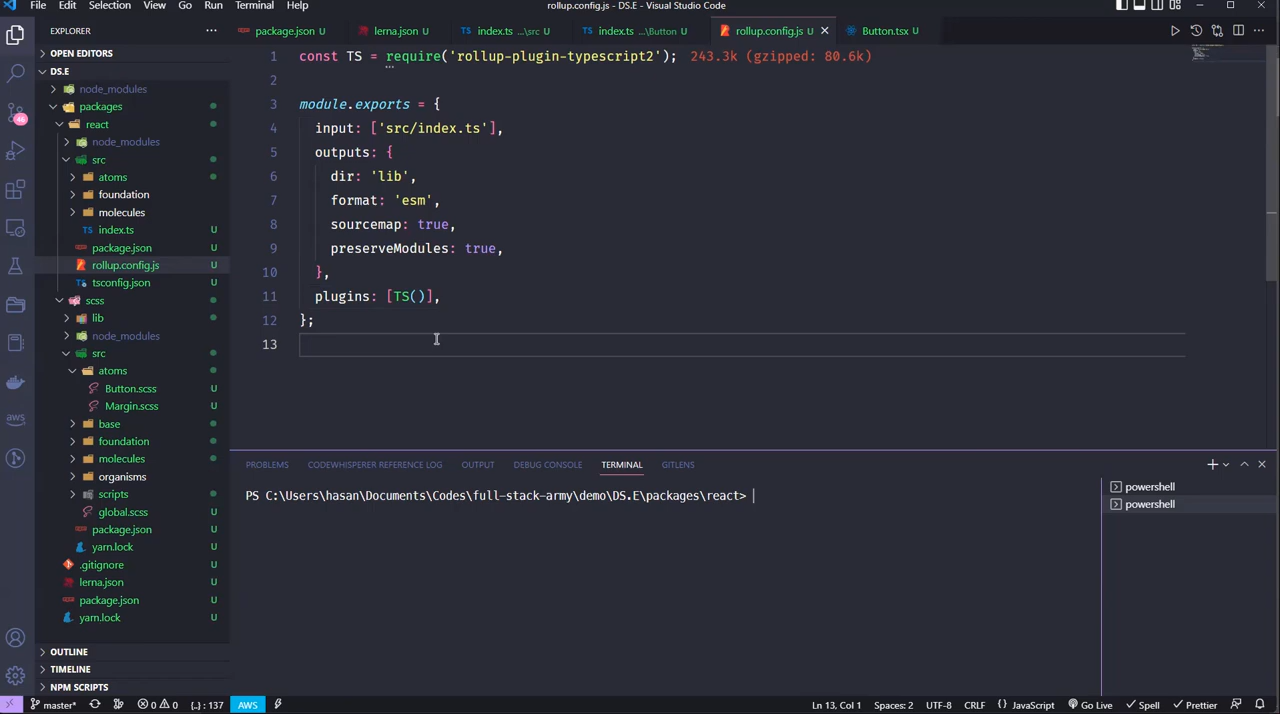 File Edit Selection View Go Run Terminal Help
rollup.config.js - DS.E - Visual Studio Code
EXPLORER
package.json U
lerna.json U
index.ts ...\src U
index.ts ...\Button U
rollup.config.js U
Button.tsx U
OPEN EDITORS
DS.E
node_modules
packages
react
node_modules
src
atoms
foundation
molecules
index.ts U
package.json U
rollup.config.js U
tsconfig.json U
scss
lib
node_modules
src
atoms
Button.scss U
Margin.scss U
base
foundation
molecules
organisms
scripts
global.scss U
package.json U
yarn.lock U
.gitignore U
lerna.json U
package.json U
yarn.lock U
OUTLINE
TIMELINE
NPM SCRIPTS
46
1 const TS = require('rollup-plugin-typescript2'); 243.3k (gzipped: 80.6k)
2
3 module.exports = {
4 input: ['src/index.ts'],
5 outputs: {
6 dir: 'lib',
7 format: 'esm',
8 sourcemap: true,
9 preserveModules: true,
10 },
11 plugins: [TS()],
12 };
13
PROBLEMS CODEWHISPERER REFERENCE LOG OUTPUT DEBUG CONSOLE TERMINAL GITLENS
PS C:\Users\hasan\Documents\Codes\full-stack-army\demo\DS.E\packages\react>
powershell
powershell
aws
master* 0 0 {..} : 137 AWS
Ln 13, Col 1 Spaces: 2 UTF-8 CRLF JavaScript Go Live Spell Prettier